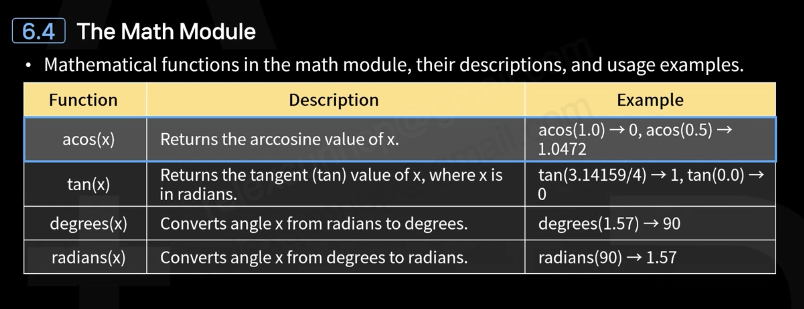 6.4 The Math Module
• Mathematical functions in the math module, their descriptions, and usage examples.
Function Description Example
acos(x) Returns the arccosine value of x. acos(1.0) → 0, acos(0.5) →
1.0472
tan(x) Returns the tangent (tan) value of x, where x is
in radians. tan(3.14159/4) → 1, tan(0.0) →
0
degrees(x) Converts angle x from radians to degrees. degrees(1.57) → 90
radians(x) Converts angle x from degrees to radians. radians(90) → 1.57